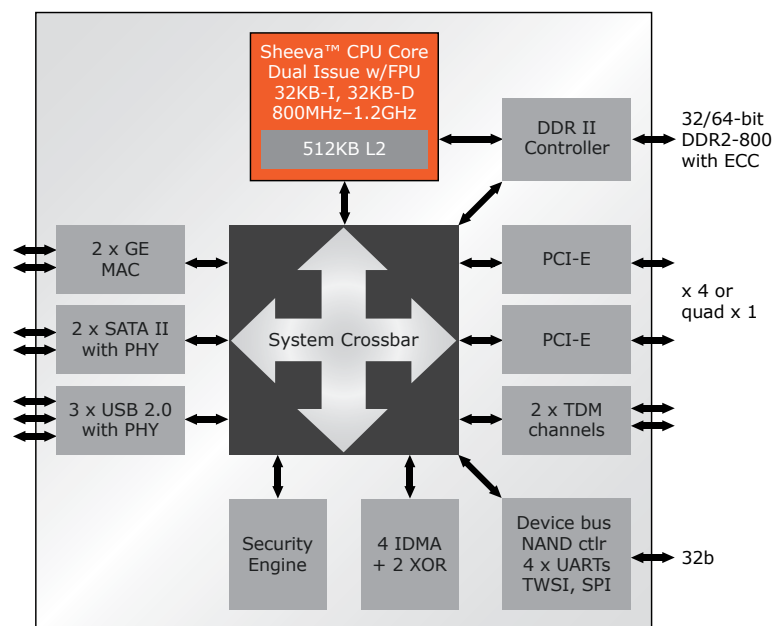 Sheeva™ CPU Core
Dual Issue w/FPU
32KB-I, 32KB-D
800MHz–1.2GHz
512KB L2
DDR II
Controller
32/64-bit
DDR2-800
with ECC
2 x GE
MAC
PCI-E
x 4 or
quad x 1
2 x SATA II
with PHY
System Crossbar
PCI-E
3 x USB 2.0
with PHY
2 x TDM
channels
Security
Engine
4 IDMA
+ 2 XOR
Device bus
NAND ctlr
4 x UARTs
TWSI, SPI
32b